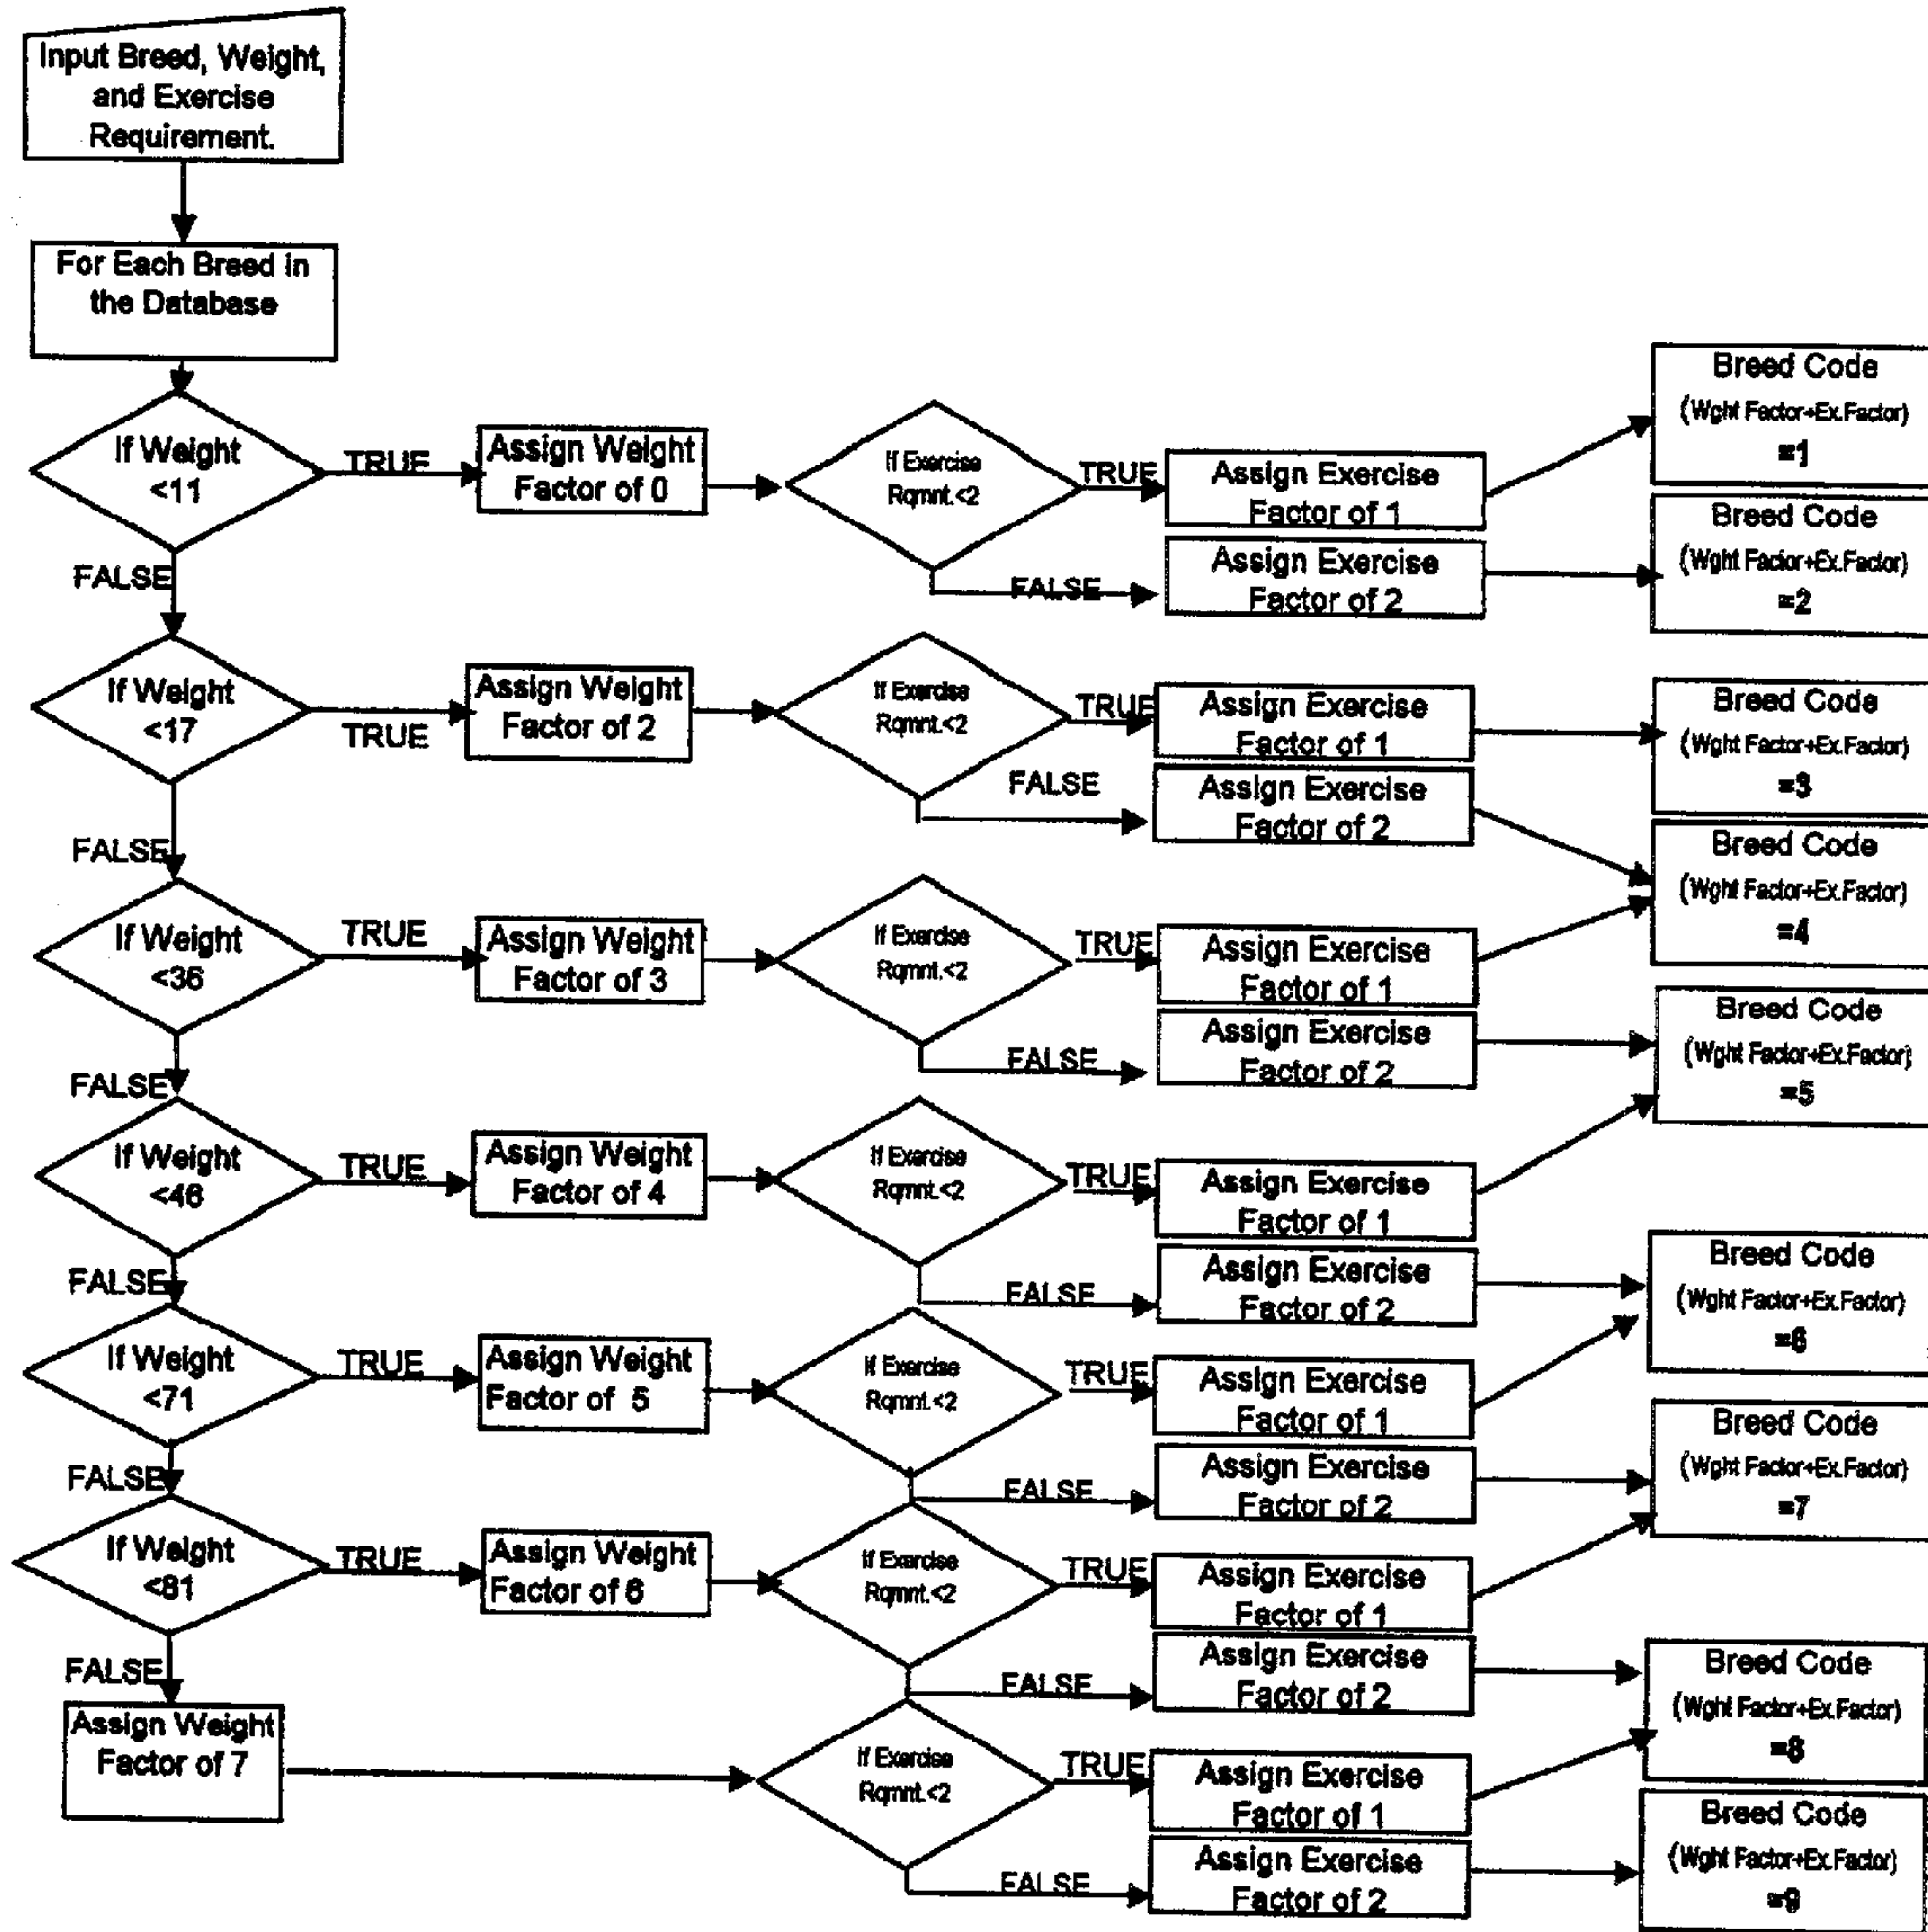 Input Breed, Weight,
and Exercise
Requirement.
For Each Breed in
the Database
If Weight
<11
TRUE
Assign Weight
Factor of 0
If Exercise
Rqmnt.<2
TRUE
Assign Exercise
Factor of 1
Breed Code
(Wght Factor+Ex.Factor)
=1
FALSE
FALSE
Assign Exercise
Factor of 2
Breed Code
(Wght Factor+Ex.Factor)
=2
If Weight
<17
TRUE
Assign Weight
Factor of 2
If Exercise
Rqmnt.<2
TRUE
Assign Exercise
Factor of 1
Breed Code
(Wght Factor+Ex.Factor)
=3
FALSE
FALSE
Assign Exercise
Factor of 2
Breed Code
(Wght Factor+Ex.Factor)
=4
If Weight
<36
TRUE
Assign Weight
Factor of 3
If Exercise
Rqmnt.<2
TRUE
Assign Exercise
Factor of 1
FALSE
FALSE
Assign Exercise
Factor of 2
Breed Code
(Wght Factor+Ex.Factor)
=5
If Weight
<46
TRUE
Assign Weight
Factor of 4
If Exercise
Rqmnt.<2
TRUE
Assign Exercise
Factor of 1
FALSE
FALSE
Assign Exercise
Factor of 2
Breed Code
(Wght Factor+Ex.Factor)
=6
If Weight
<71
TRUE
Assign Weight
Factor of 5
If Exercise
Rqmnt.<2
TRUE
Assign Exercise
Factor of 1
FALSE
FALSE
Assign Exercise
Factor of 2
Breed Code
(Wght Factor+Ex.Factor)
=7
If Weight
<81
TRUE
Assign Weight
Factor of 6
If Exercise
Rqmnt.<2
TRUE
Assign Exercise
Factor of 1
FALSE
FALSE
Assign Exercise
Factor of 2
Breed Code
(Wght Factor+Ex.Factor)
=8
Assign Weight
Factor of 7
If Exercise
Rqmnt.<2
TRUE
Assign Exercise
Factor of 1
FALSE
Assign Exercise
Factor of 2
Breed Code
(Wght Factor+Ex.Factor)
=9